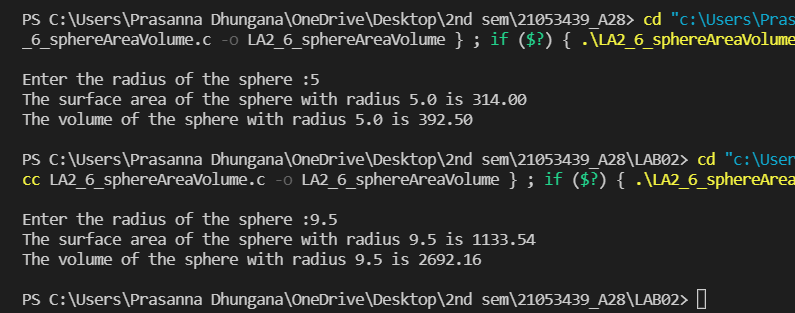 PS C:\Users\Prasanna Dhungana\OneDrive\Desktop\2nd sem\21053439_A28> cd "c:\Users\Pras
_6_sphereAreaVolume.c -o LA2_6_sphereAreaVolume } ; if ($?) { .\LA2_6_sphereAreaVolume
Enter the radius of the sphere :5
The surface area of the sphere with radius 5.0 is 314.00
The volume of the sphere with radius 5.0 is 392.50
PS C:\Users\Prasanna Dhungana\OneDrive\Desktop\2nd sem\21053439_A28\LAB02> cd "c:\User
cc LA2_6_sphereAreaVolume.c -o LA2_6_sphereAreaVolume } ; if ($?) { .\LA2_6_sphereArea
Enter the radius of the sphere :9.5
The surface area of the sphere with radius 9.5 is 1133.54
The volume of the sphere with radius 9.5 is 2692.16
PS C:\Users\Prasanna Dhungana\OneDrive\Desktop\2nd sem\21053439_A28\LAB02>